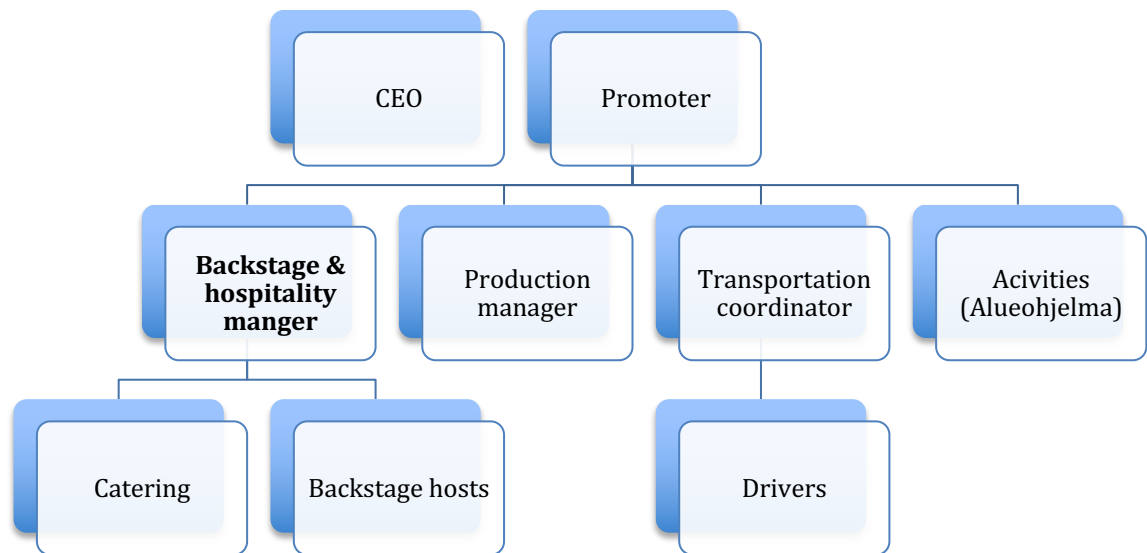 CEO
Promoter
Backstage &
hospitality
manger
Production
manager
Transportation
coordinator
Acivities
(Alueohjelma)
Catering
Backstage hosts
Drivers